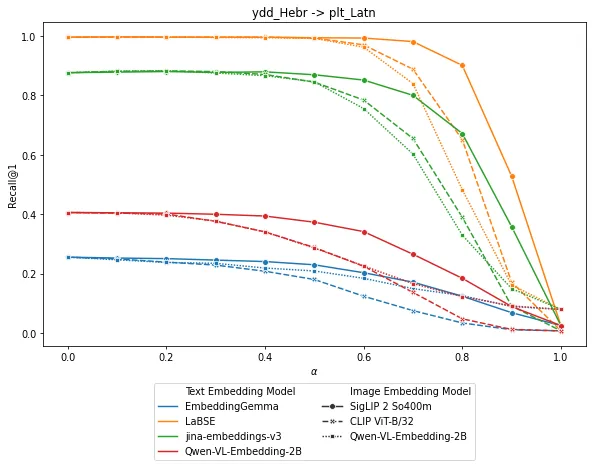 ydd_Hebr -> plt_Latn
1.0
0.8
0.6
0.4
0.2
0.0
Recall@1
0.0 0.2 0.4 0.6 0.8 1.0
α
Text Embedding Model
EmbeddingGemma
LaBSE
jina-embeddings-v3
Qwen-VL-Embedding-2B
Image Embedding Model
SigLIP 2 So400m
CLIP ViT-B/32
Qwen-VL-Embedding-2B